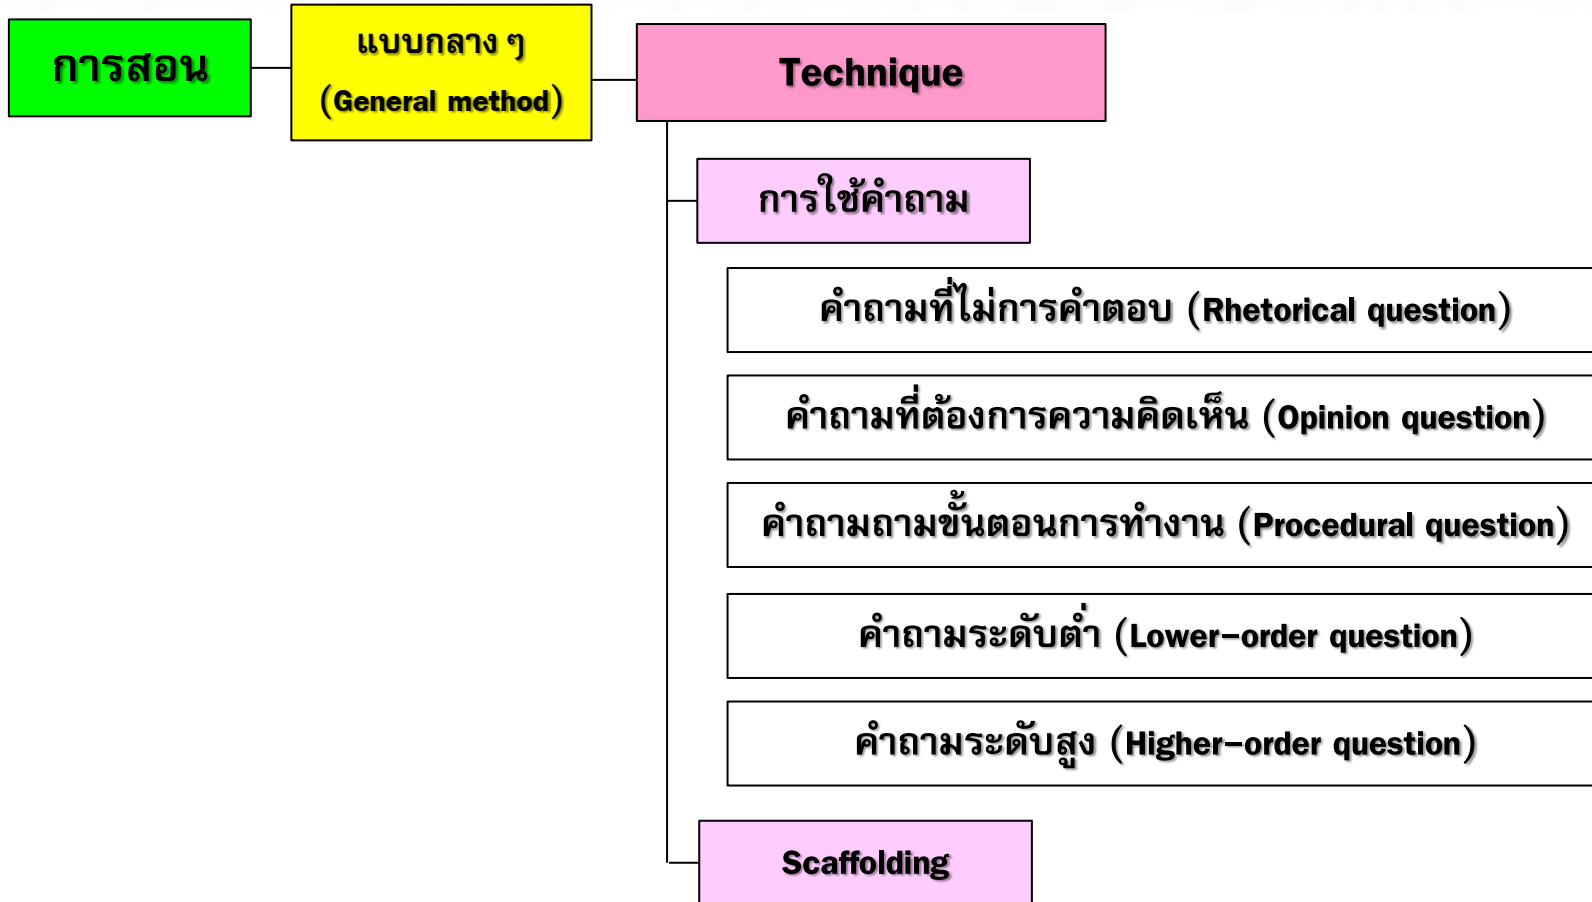 การสอน
แบบกลาง ๆ
(General method)
Technique
การใช้คำถาม
คำถามที่ไม่การคำตอบ (Rhetorical question)
คำถามที่ต้องการความคิดเห็น (Opinion question)
คำถามถามขั้นตอนการทำงาน (Procedural question)
คำถามระดับต่ำ (Lower-order question)
คำถามระดับสูง (Higher-order question)
Scaffolding